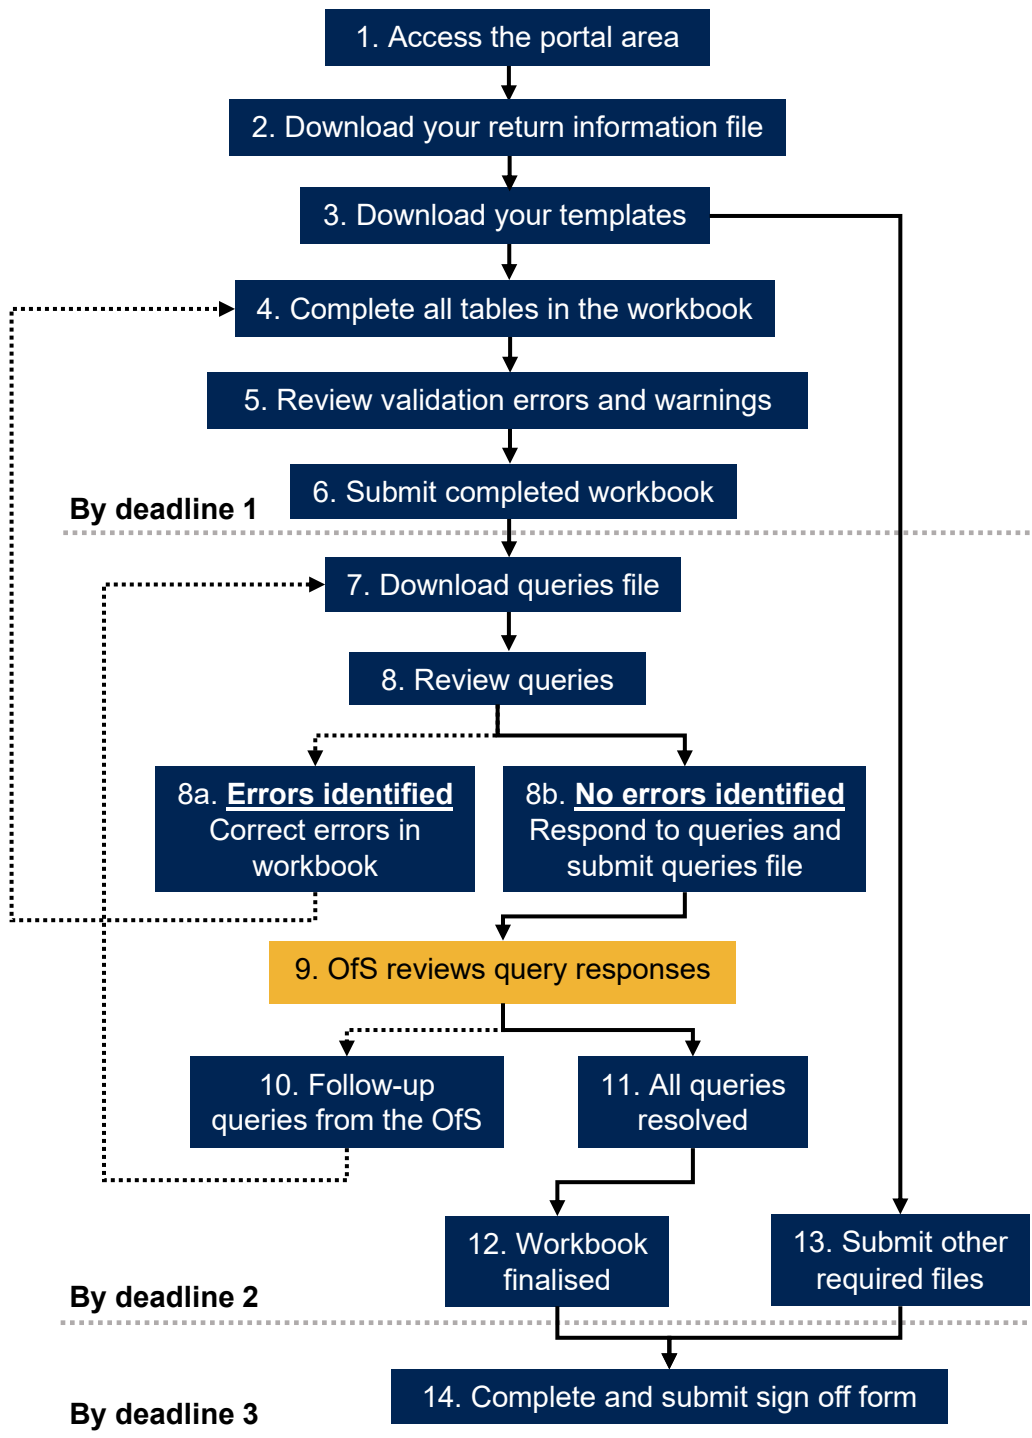 1. Access the portal area
2. Download your return information file
3. Download your templates
4. Complete all tables in the workbook
5. Review validation errors and warnings
6. Submit completed workbook
By deadline 1
7. Download queries file
8. Review queries
8a. Errors identified
Correct errors in
workbook
8b. No errors identified
Respond to queries and
submit queries file
9. OfS reviews query responses
10. Follow-up
queries from the OfS
11. All queries
resolved
12. Workbook
finalised
13. Submit other
required files
By deadline 2
14. Complete and submit sign off form
By deadline 3